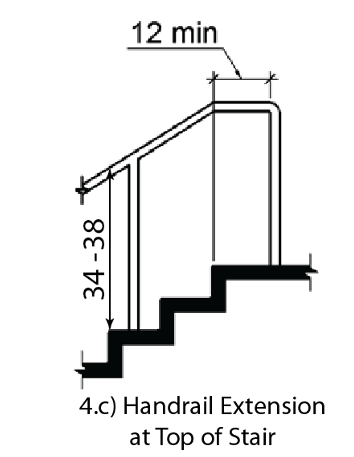 12 min
34 -38
4.c) Handrail Extension
at Top of Stair